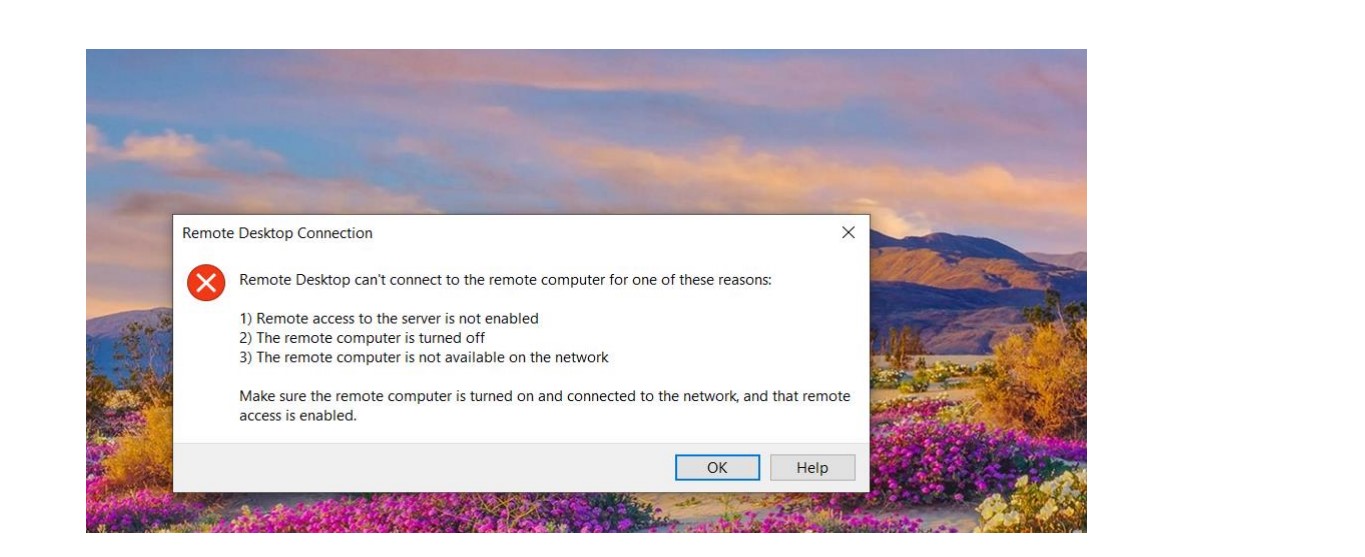 Remote Desktop Connection
Remote Desktop can't connect to the remote computer for one of these reasons:
1) Remote access to the server is not enabled
2) The remote computer is turned off
3) The remote computer is not available on the network
Make sure the remote computer is turned on and connected to the network, and that remote
access is enabled.
OK Help